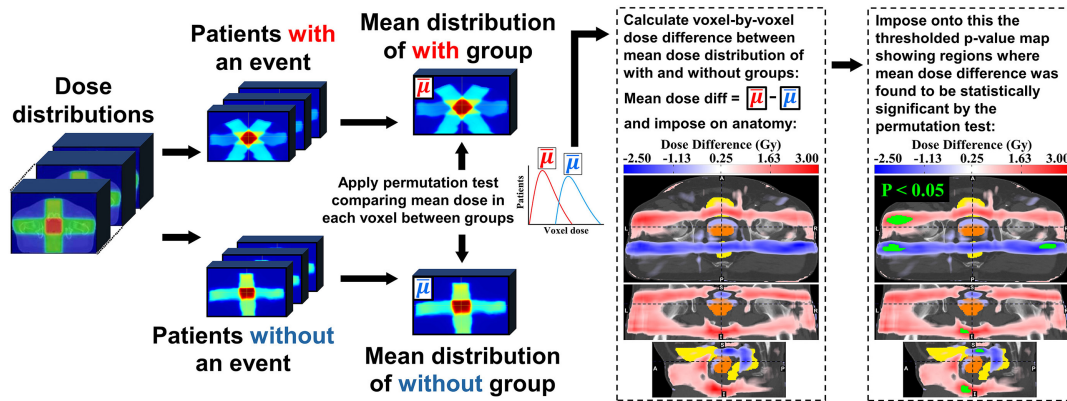 Dose
distributions
Patients with
an event
Patients without
an event
Mean distribution
of with group
μ
Apply permutation test
comparing mean dose in
each voxel between groups
μ
Mean distribution
of without group
μ
μ
Patients
Voxel dose
Calculate voxel-by-voxel
dose difference between
mean dose distribution of
with and without groups:
Mean dose diff = μ - μ
and impose on anatomy:
Dose Difference (Gy)
-2.50 -1.13 0.25 1.63 3.00
A
L R
P
S
L R
I
S
A P
I
Impose onto this the
thresholded p-value map
showing regions where
mean dose difference was
found to be statistically
significant by the
permutation test:
Dose Difference (Gy)
-2.50 -1.13 0.25 1.63 3.00
P < 0.05
A
L R
P
S
L R
I
S
A P
I